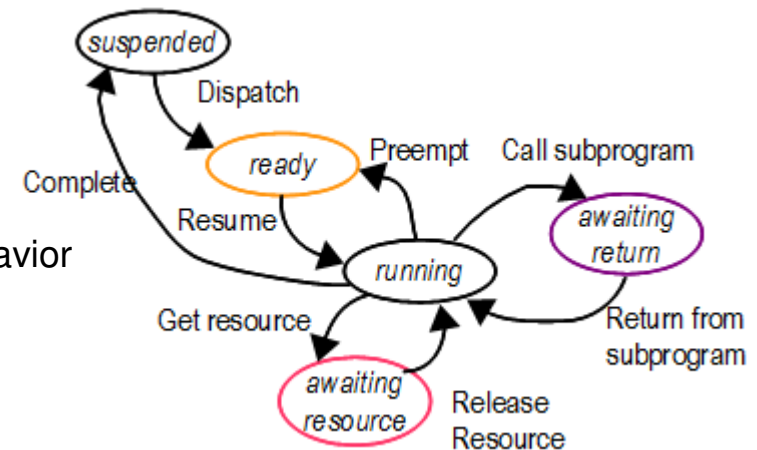 suspended
Dispatch
ready
Preempt
Call subprogram
Complete
Resume
awaiting
return
avior
running
Get resource
Return from
subprogram
awaiting
resource
Release
Resource